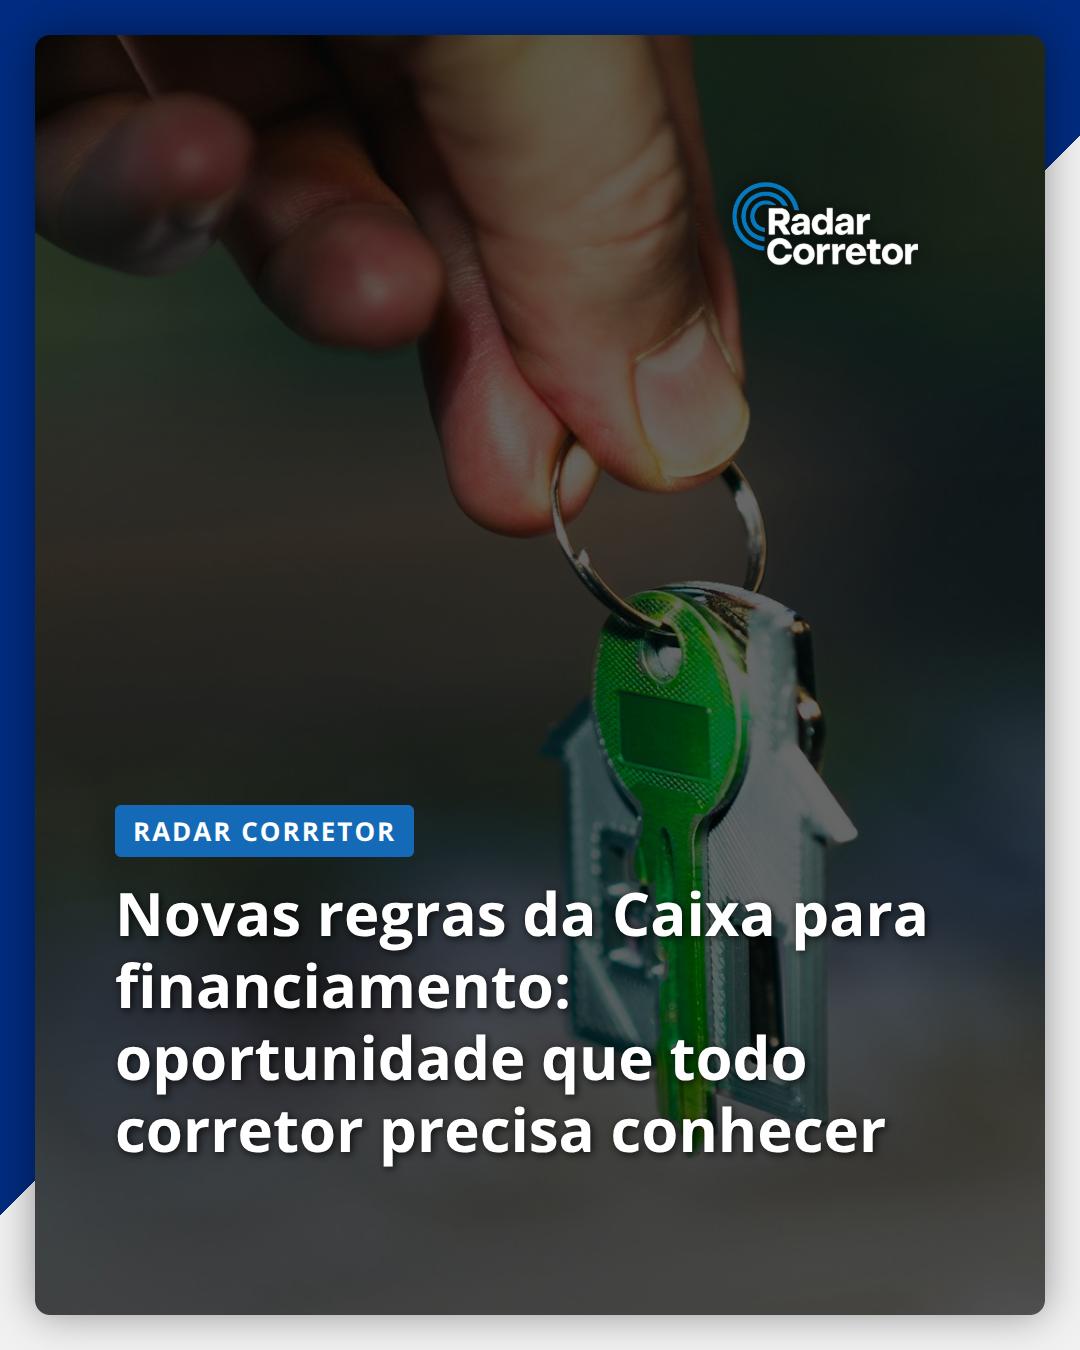 Radar
Corretor
RADAR CORRETOR
Novas regras da Caixa para
financiamento:
oportunidade que todo
corretor precisa conhecer